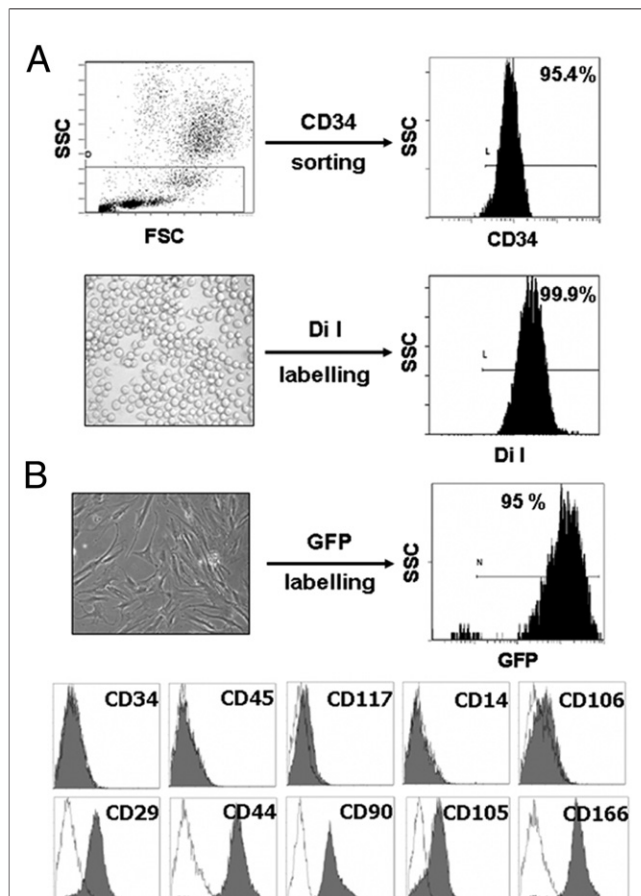 A
SSC
FSC
CD34
sorting
95.4%
L
SSC
CD34
Di I
labelling
99.9%
L
SSC
Di I
B
GFP
labelling
95 %
N
SSC
GFP
CD34
CD45
CD117
CD14
CD106
CD29
CD44
CD90
CD105
CD166